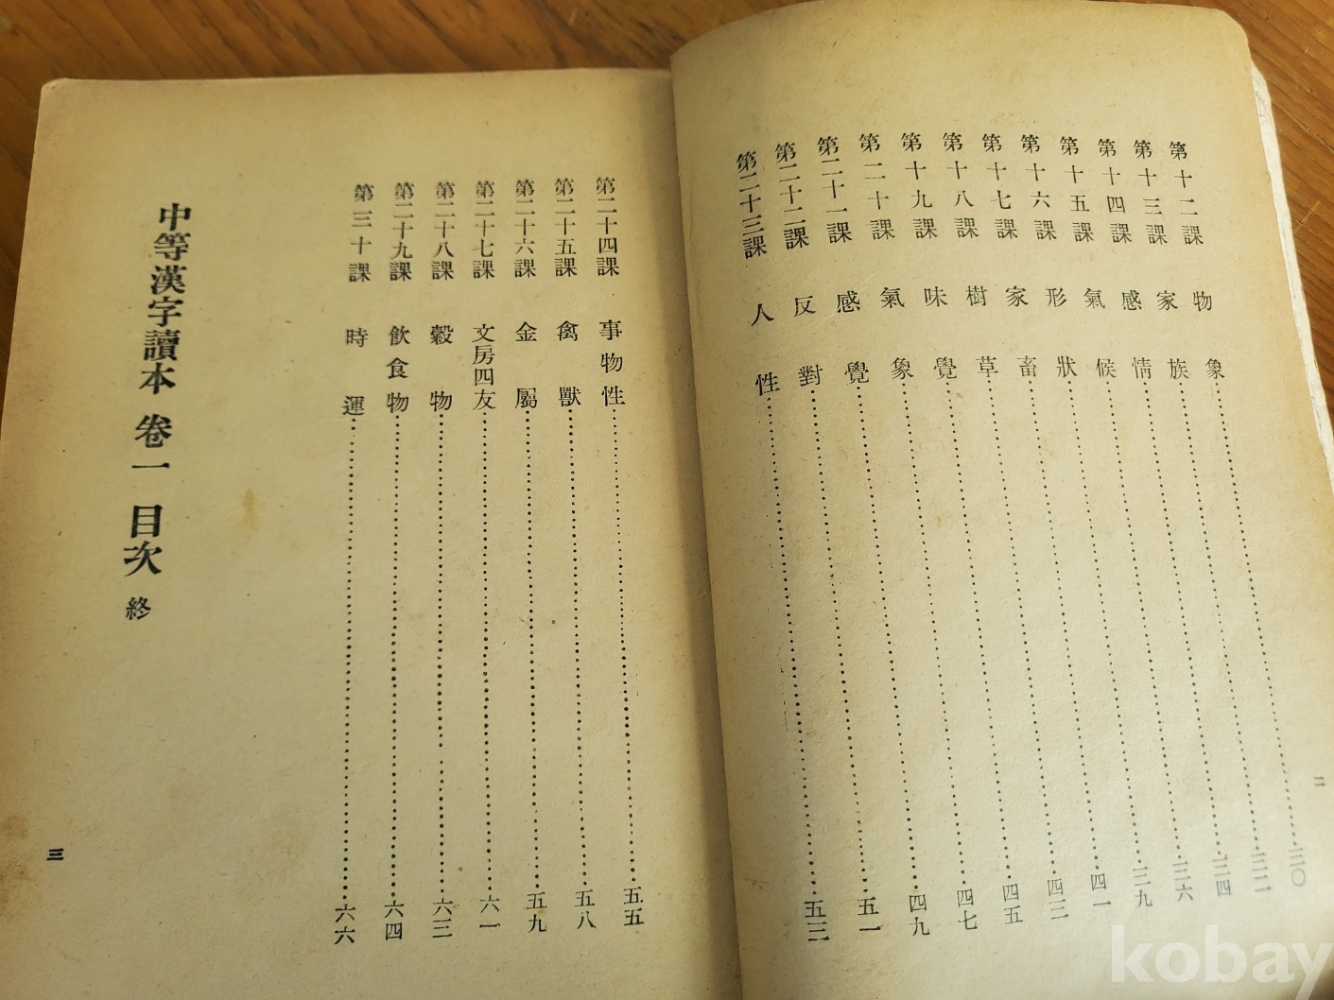 第十二課 物象 三〇
第十三課 家族 三二
第十四課 感情 三四
第十五課 氣候 三六
第十六課 形狀 三九
第十七課 家畜 四一
第十八課 樹草 四三
第十九課 味覺 四五
第二十課 氣象 四七
第二十一課 感覺 四九
第二十二課 反對 五一
第二十三課 人性 五三
二
第二十四課 事物性 五五
第二十五課 禽獸 五八
第二十六課 金屬 五九
第二十七課 文房四友 六一
第二十八課 穀物 六三
第二十九課 飮食物 六四
第三十課 時運 六六
中等漢字讀本 卷一 目次 終
三
kobay